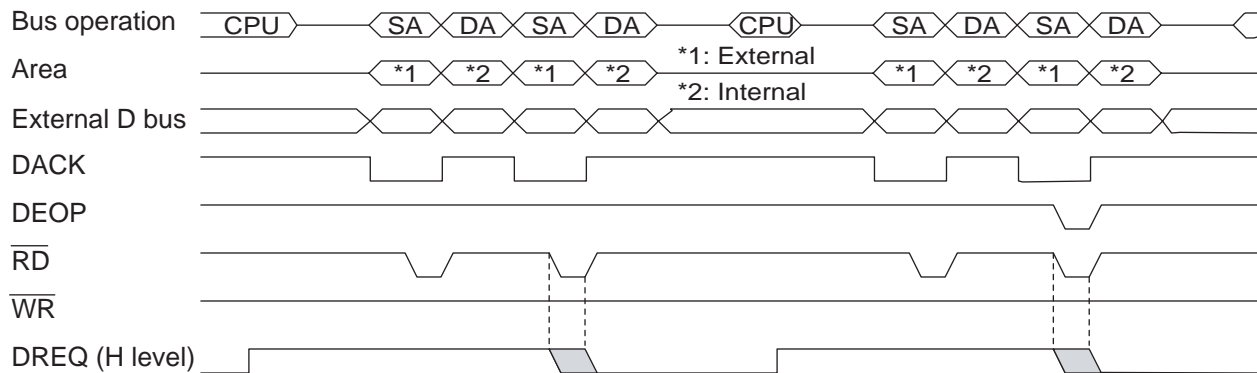 Bus operation CPU SA DA SA DA CPU SA DA SA DA
Area *1 *2 *1 *2 *1: External *1 *2 *1 *2
*2: Internal
External D bus
DACK
DEOP
RD
WR
DREQ (H level)